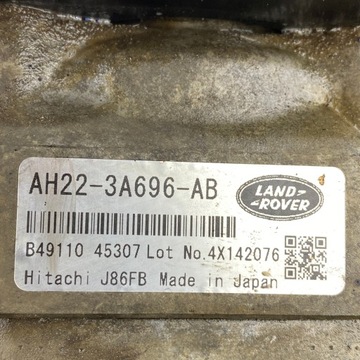 AH22-3A696-AB
LAND-
ROVER
B49110 45307 Lot No.4X142076
Hitachi J86FB Made in Japan